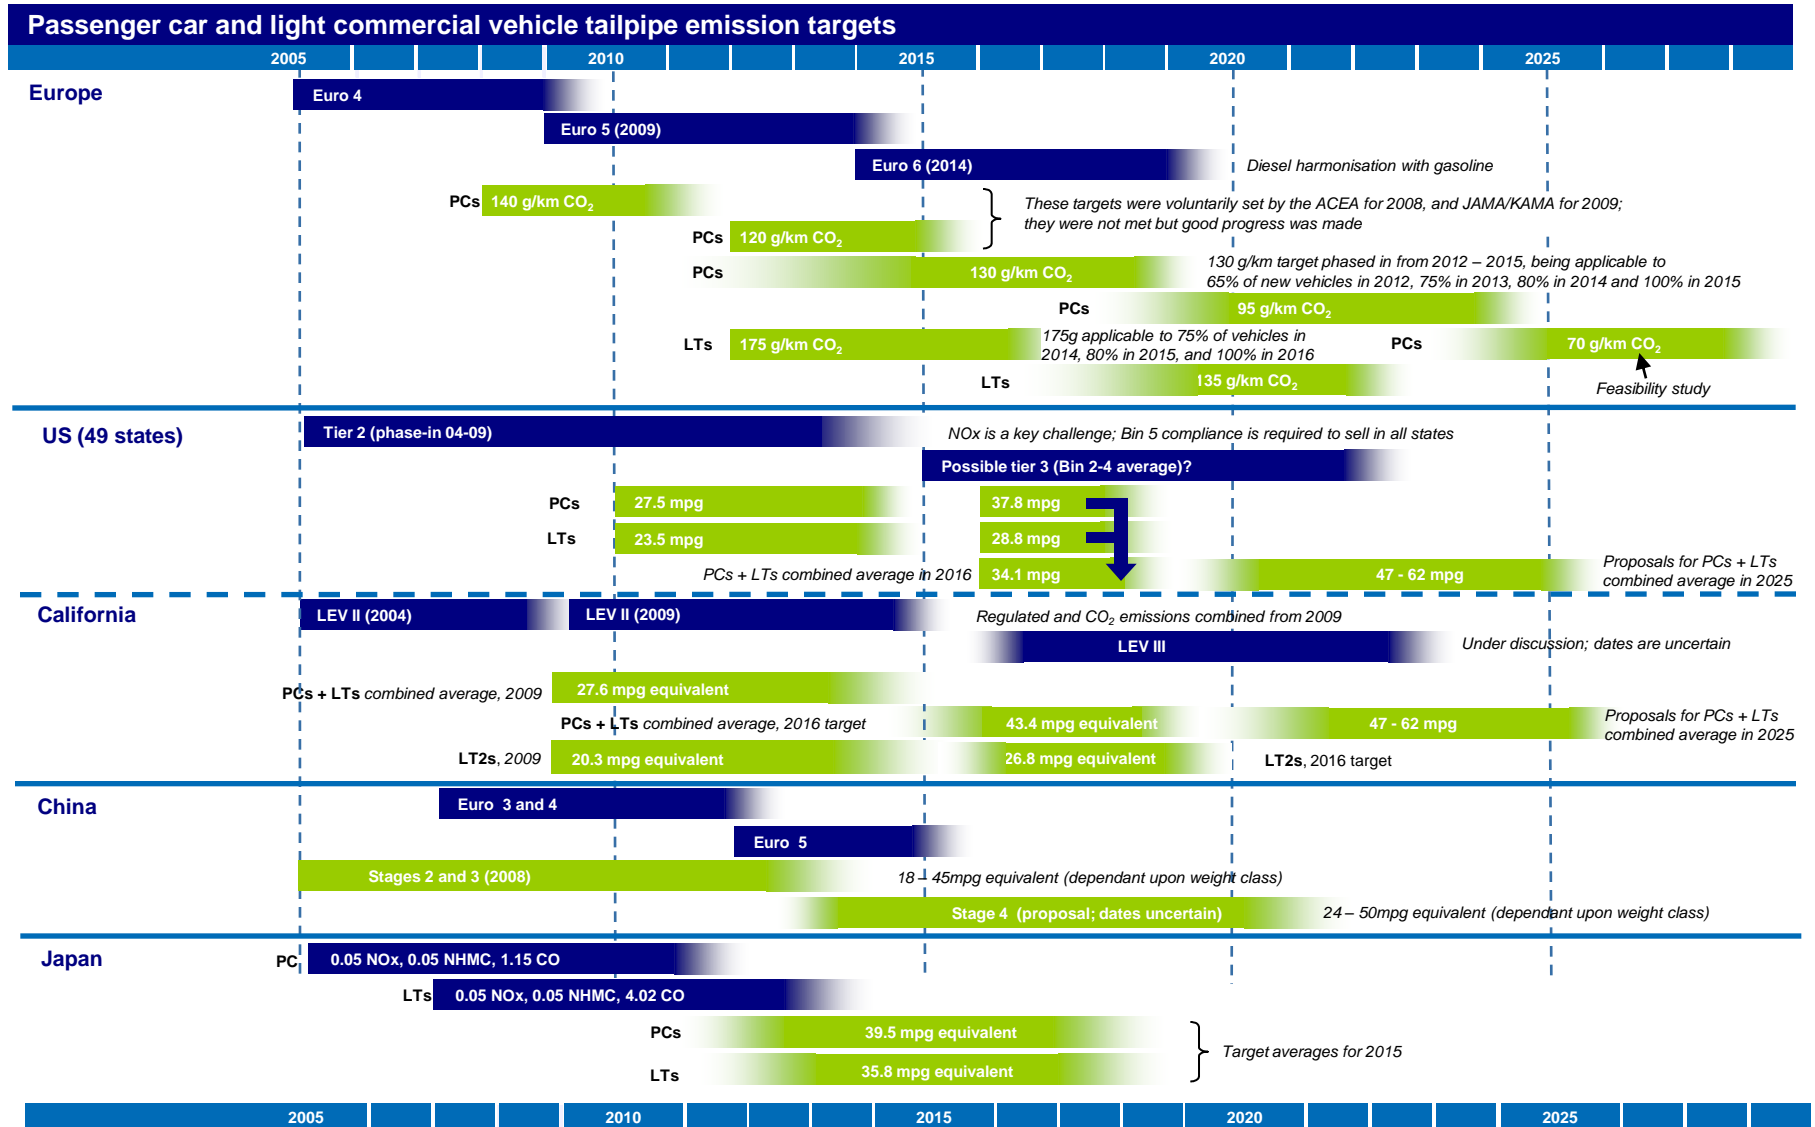 Passenger car and light commercial vehicle tailpipe emission targets
2005 2010 2015 2020 2025
Europe
Euro 4
Euro 5 (2009)
Euro 6 (2014) Diesel harmonisation with gasoline
PCs 140 g/km CO2
These targets were voluntarily set by the ACEA for 2008, and JAMA/KAMA for 2009;
they were not met but good progress was made
PCs 120 g/km CO2
PCs 130 g/km CO2
130 g/km target phased in from 2012 – 2015, being applicable to
65% of new vehicles in 2012, 75% in 2013, 80% in 2014 and 100% in 2015
PCs 95 g/km CO2
LTs 175 g/km CO2
175g applicable to 75% of vehicles in
2014, 80% in 2015, and 100% in 2016
PCs 70 g/km CO2
LTs 135 g/km CO2
Feasibility study
US (49 states)
Tier 2 (phase-in 04-09) NOx is a key challenge; Bin 5 compliance is required to sell in all states
Possible tier 3 (Bin 2-4 average)?
PCs 27.5 mpg 37.8 mpg
LTs 23.5 mpg 28.8 mpg
PCs + LTs combined average in 2016 34.1 mpg 47 - 62 mpg
Proposals for PCs + LTs
combined average in 2025
California
LEV II (2004) LEV II (2009) Regulated and CO2 emissions combined from 2009
LEV III Under discussion; dates are uncertain
PCs + LTs combined average, 2009 27.6 mpg equivalent
PCs + LTs combined average, 2016 target 43.4 mpg equivalent 47 - 62 mpg
Proposals for PCs + LTs
combined average in 2025
LT2s, 2009 20.3 mpg equivalent 26.8 mpg equivalent LT2s, 2016 target
China
Euro 3 and 4
Euro 5
Stages 2 and 3 (2008) 18 – 45mpg equivalent (dependant upon weight class)
Stage 4 (proposal; dates uncertain) 24 – 50mpg equivalent (dependant upon weight class)
Japan
PC 0.05 NOx, 0.05 NHMC, 1.15 CO
LTs 0.05 NOx, 0.05 NHMC, 4.02 CO
PCs 39.5 mpg equivalent
Target averages for 2015
LTs 35.8 mpg equivalent
2005 2010 2015 2020 2025